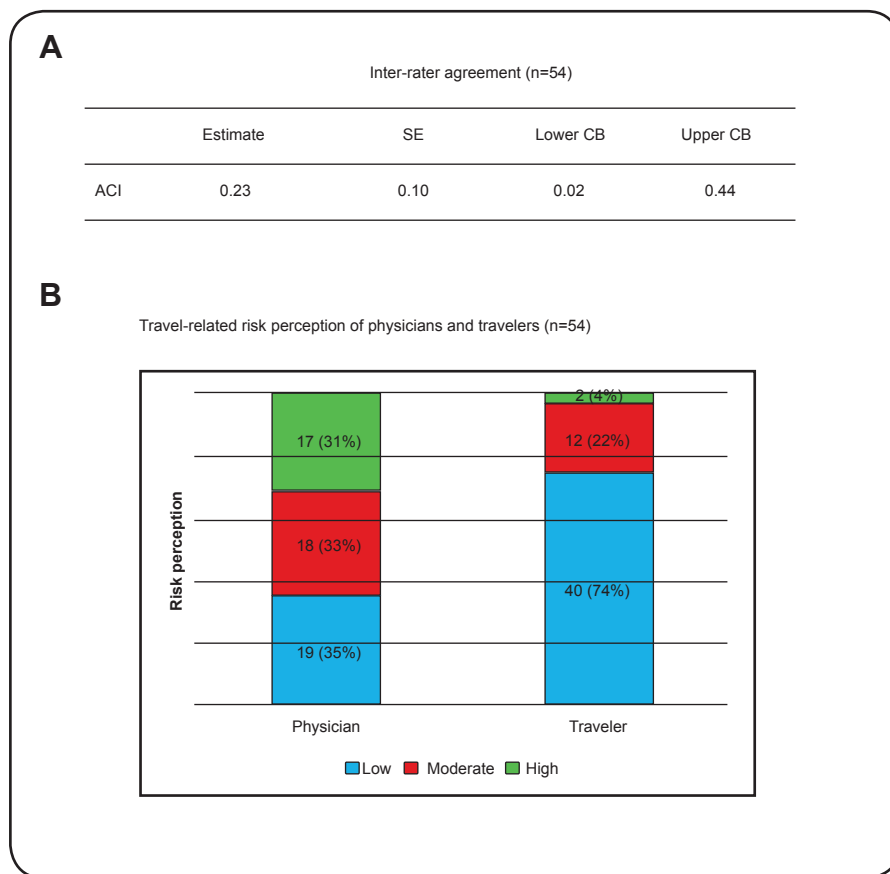 A
Inter-rater agreement (n=54)
Estimate SE Lower CB Upper CB
ACI 0.23 0.10 0.02 0.44
B
Travel-related risk perception of physicians and travelers (n=54)
Risk perception
2 (4%)
17 (31%) 12 (22%)
18 (33%)
40 (74%)
19 (35%)
Physician Traveler
Low Moderate High